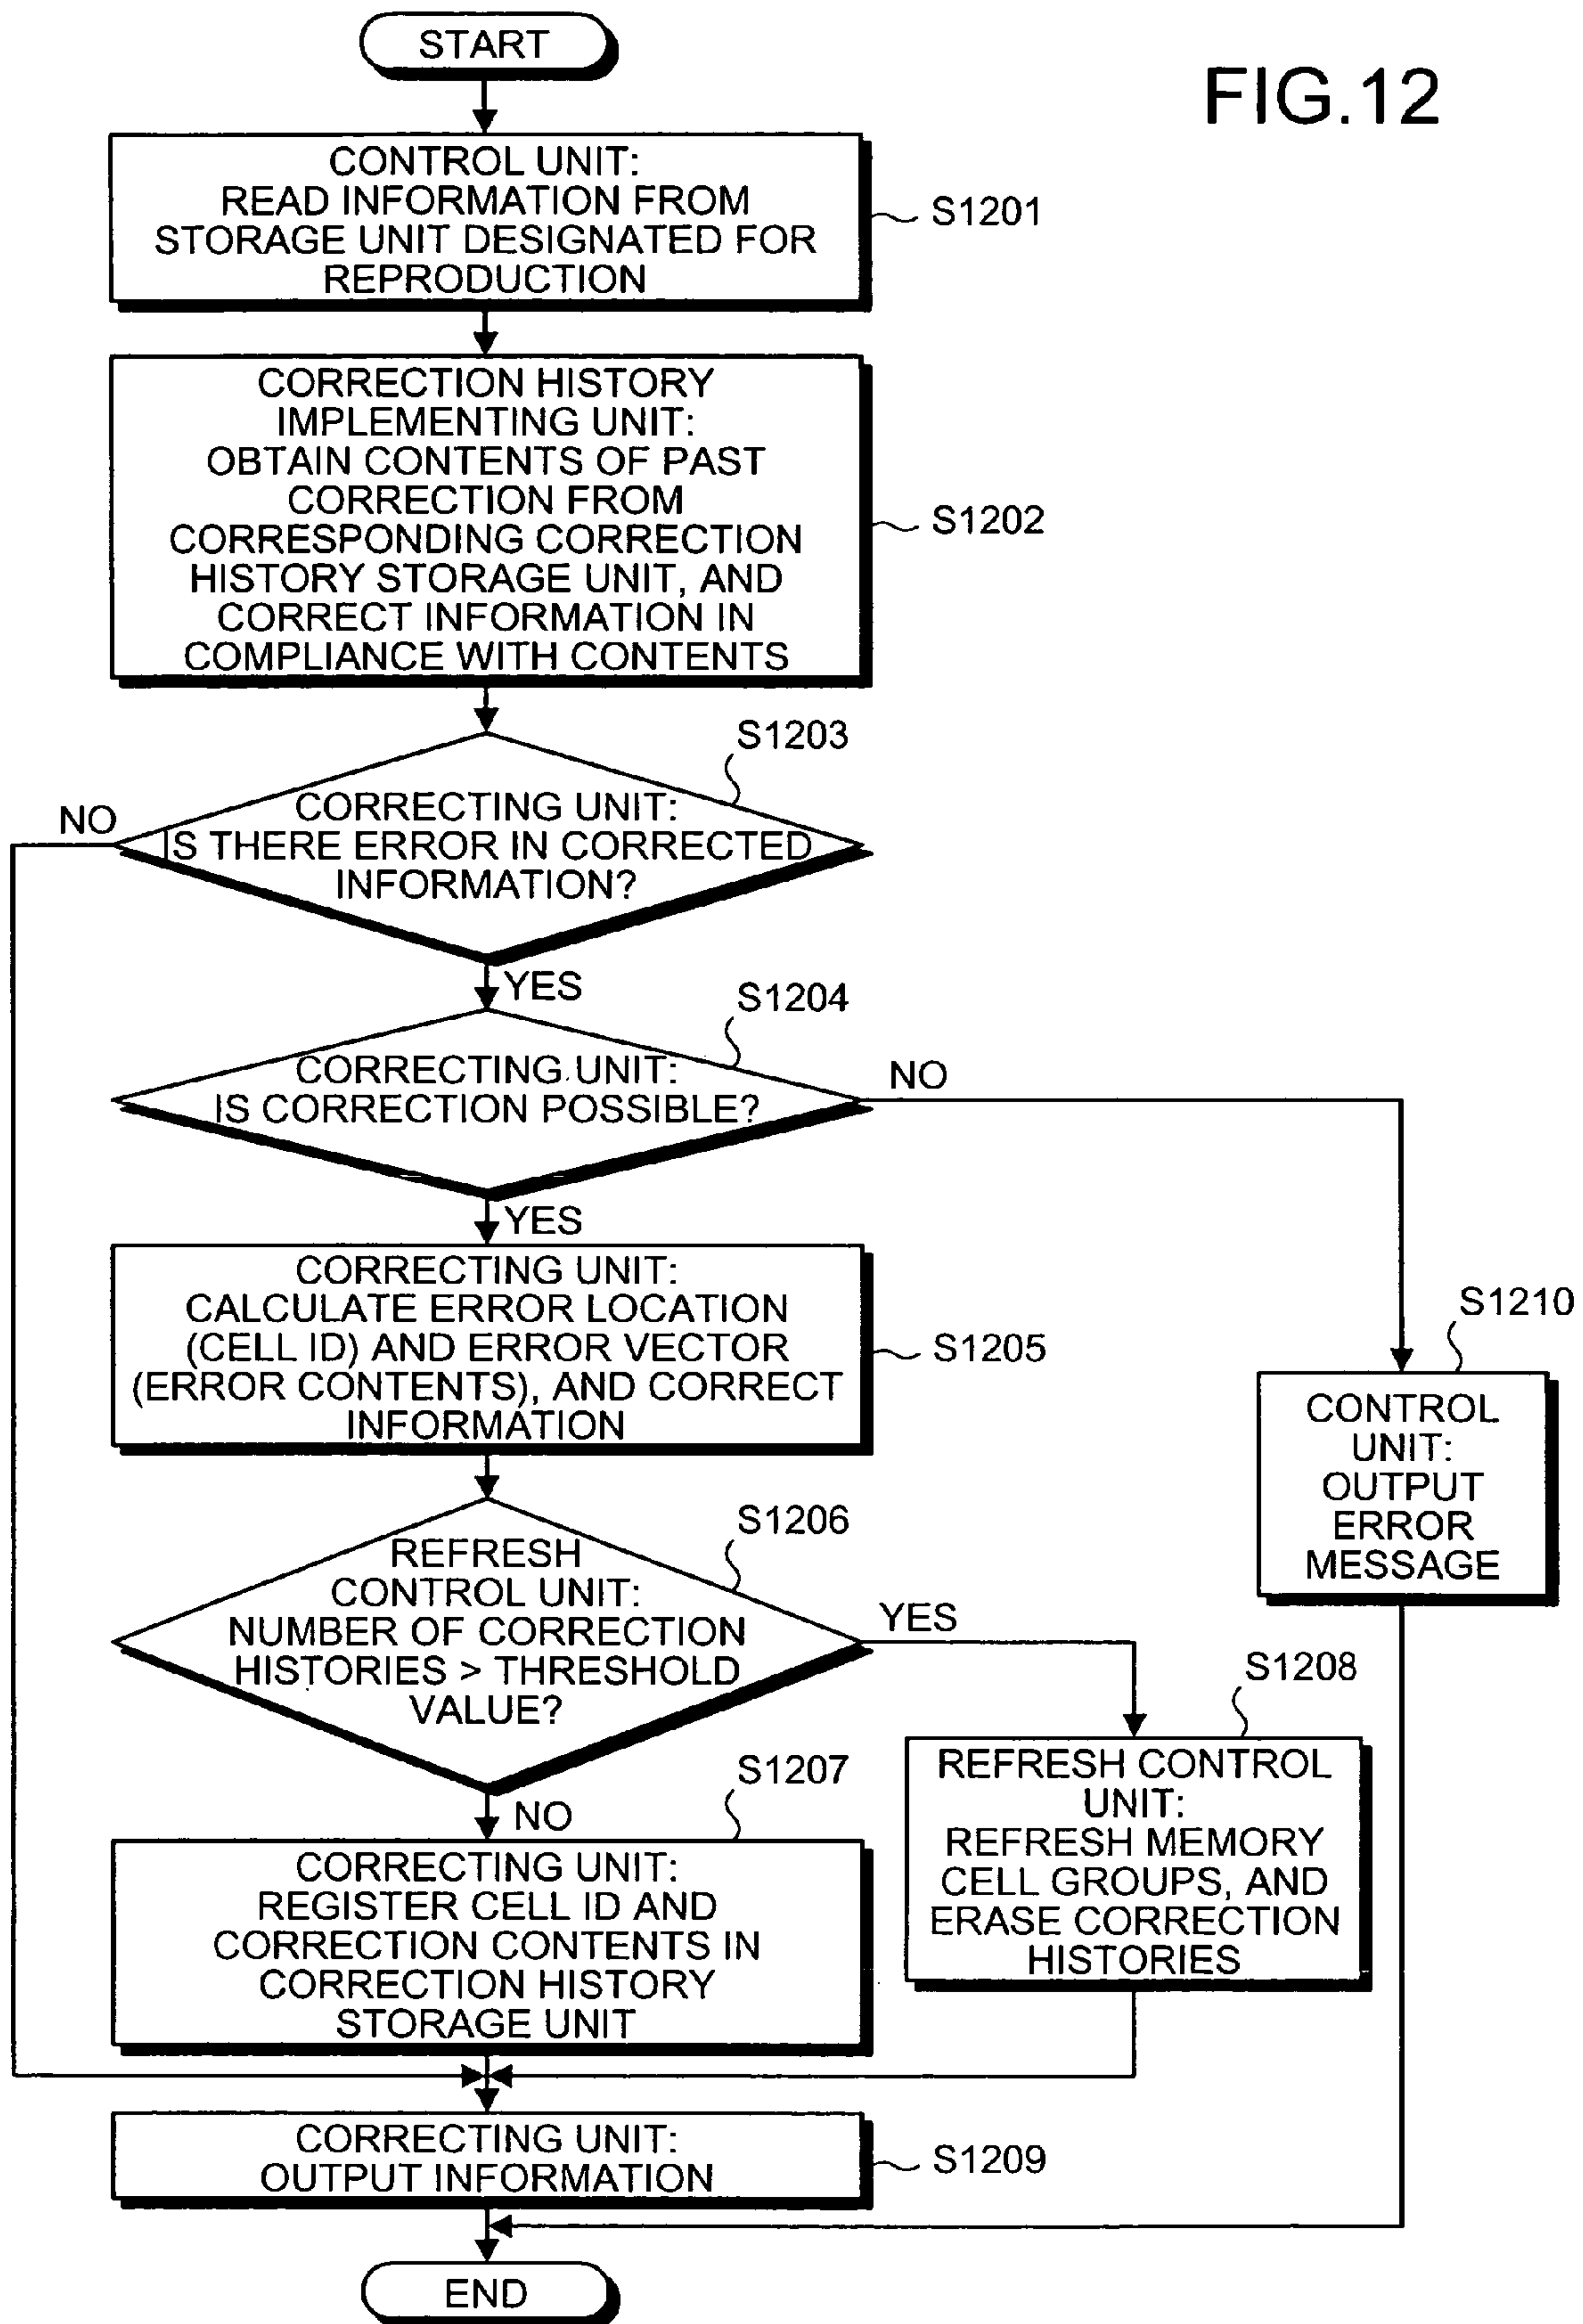 START
FIG.12
CONTROL UNIT:
READ INFORMATION FROM
STORAGE UNIT DESIGNATED FOR
REPRODUCTION
S1201
CORRECTION HISTORY
IMPLEMENTING UNIT:
OBTAIN CONTENTS OF PAST
CORRECTION FROM
CORRESPONDING CORRECTION
HISTORY STORAGE UNIT, AND
CORRECT INFORMATION IN
COMPLIANCE WITH CONTENTS
S1202
S1203
NO
CORRECTING UNIT:
IS THERE ERROR IN CORRECTED
INFORMATION?
YES
S1204
CORRECTING UNIT:
IS CORRECTION POSSIBLE?
NO
YES
CORRECTING UNIT:
CALCULATE ERROR LOCATION
(CELL ID) AND ERROR VECTOR
(ERROR CONTENTS), AND CORRECT
INFORMATION
S1205
S1210
CONTROL
UNIT:
OUTPUT
ERROR
MESSAGE
S1206
REFRESH
CONTROL UNIT:
NUMBER OF CORRECTION
HISTORIES > THRESHOLD
VALUE?
YES
NO
S1208
REFRESH CONTROL
UNIT:
REFRESH MEMORY
CELL GROUPS, AND
ERASE CORRECTION
HISTORIES
S1207
CORRECTING UNIT:
REGISTER CELL ID AND
CORRECTION CONTENTS IN
CORRECTION HISTORY
STORAGE UNIT
CORRECTING UNIT:
OUTPUT INFORMATION
S1209
END